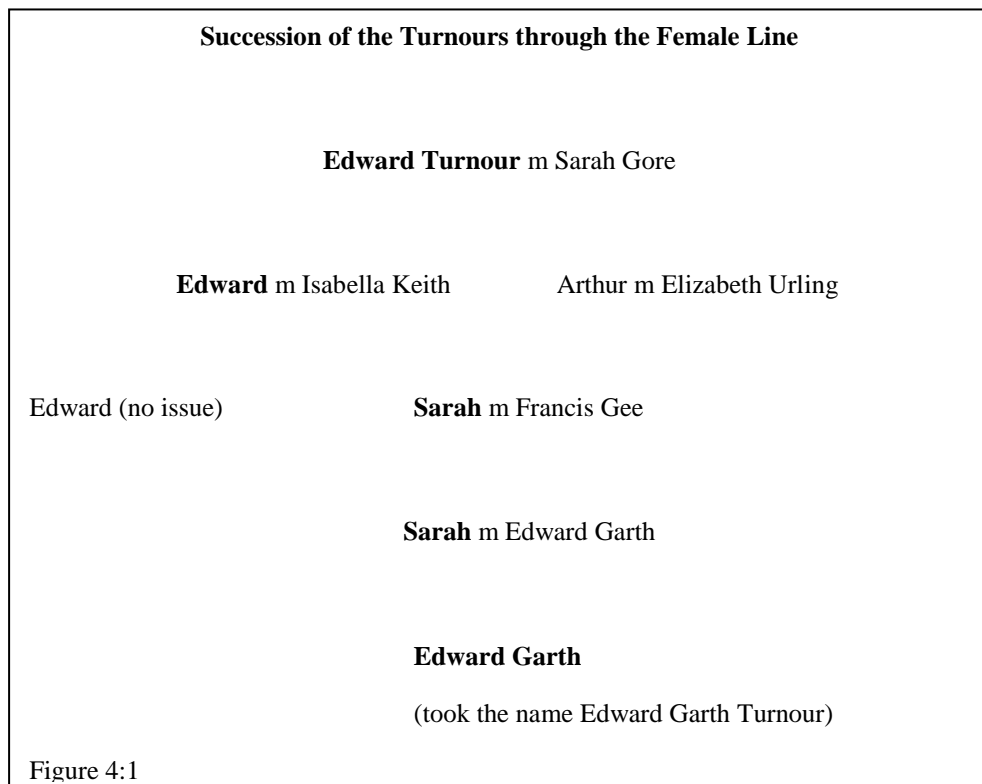 Succession of the Turnours through the Female Line
Edward Turnour m Sarah Gore
Edward m Isabella Keith Arthur m Elizabeth Urling
Edward (no issue) Sarah m Francis Gee
Sarah m Edward Garth
Edward Garth
(took the name Edward Garth Turnour)
Figure 4:1